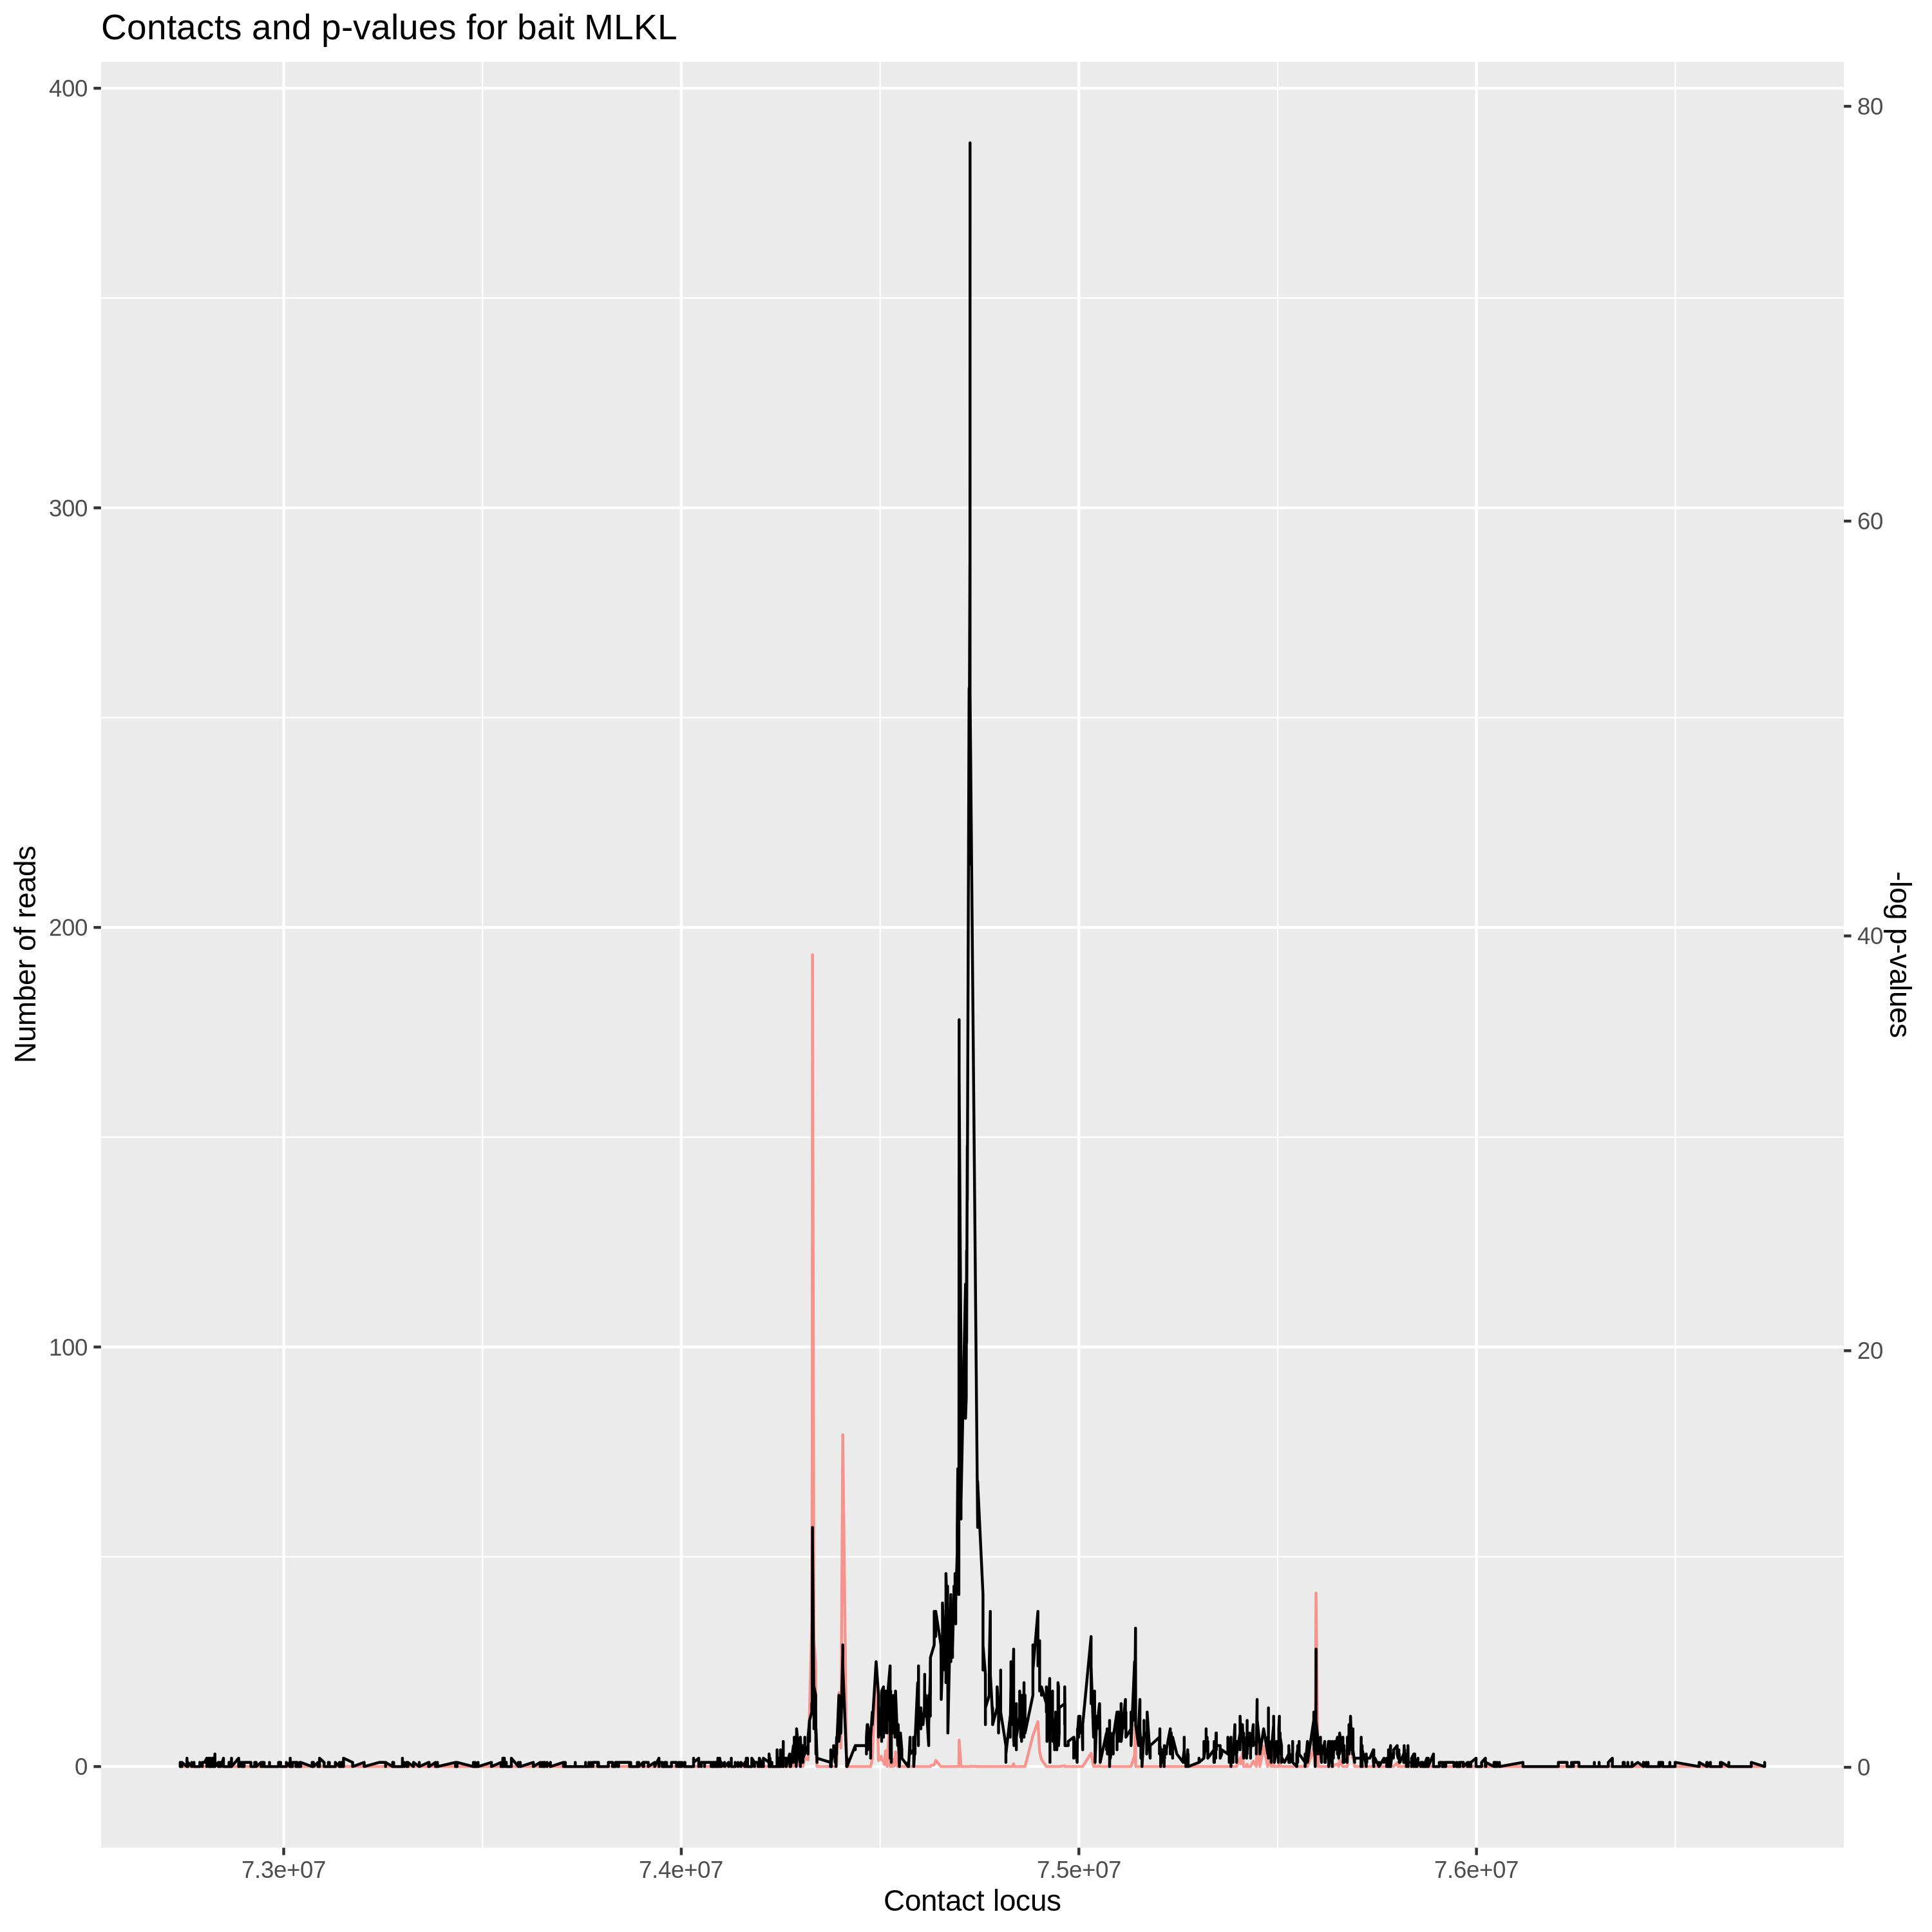 Contacts and p-values for bait MLKL
400
300
200
100
0
80
60
40
20
0
Number of reads
-log p-values
7.3e+07
7.4e+07
7.5e+07
7.6e+07
Contact locus